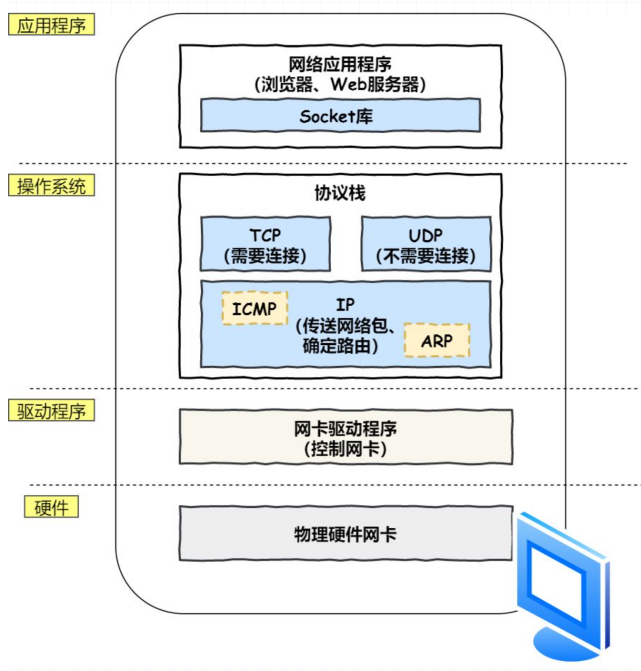 应用程序
网络应用程序
(浏览器、Web服务器)
Socket库
操作系统
协议栈
TCP
(需要连接)
UDP
(不需要连接)
ICMP
IP
(传送网络包、
确定路由)
ARP
驱动程序
网卡驱动程序
(控制网卡)
硬件
物理硬件网卡